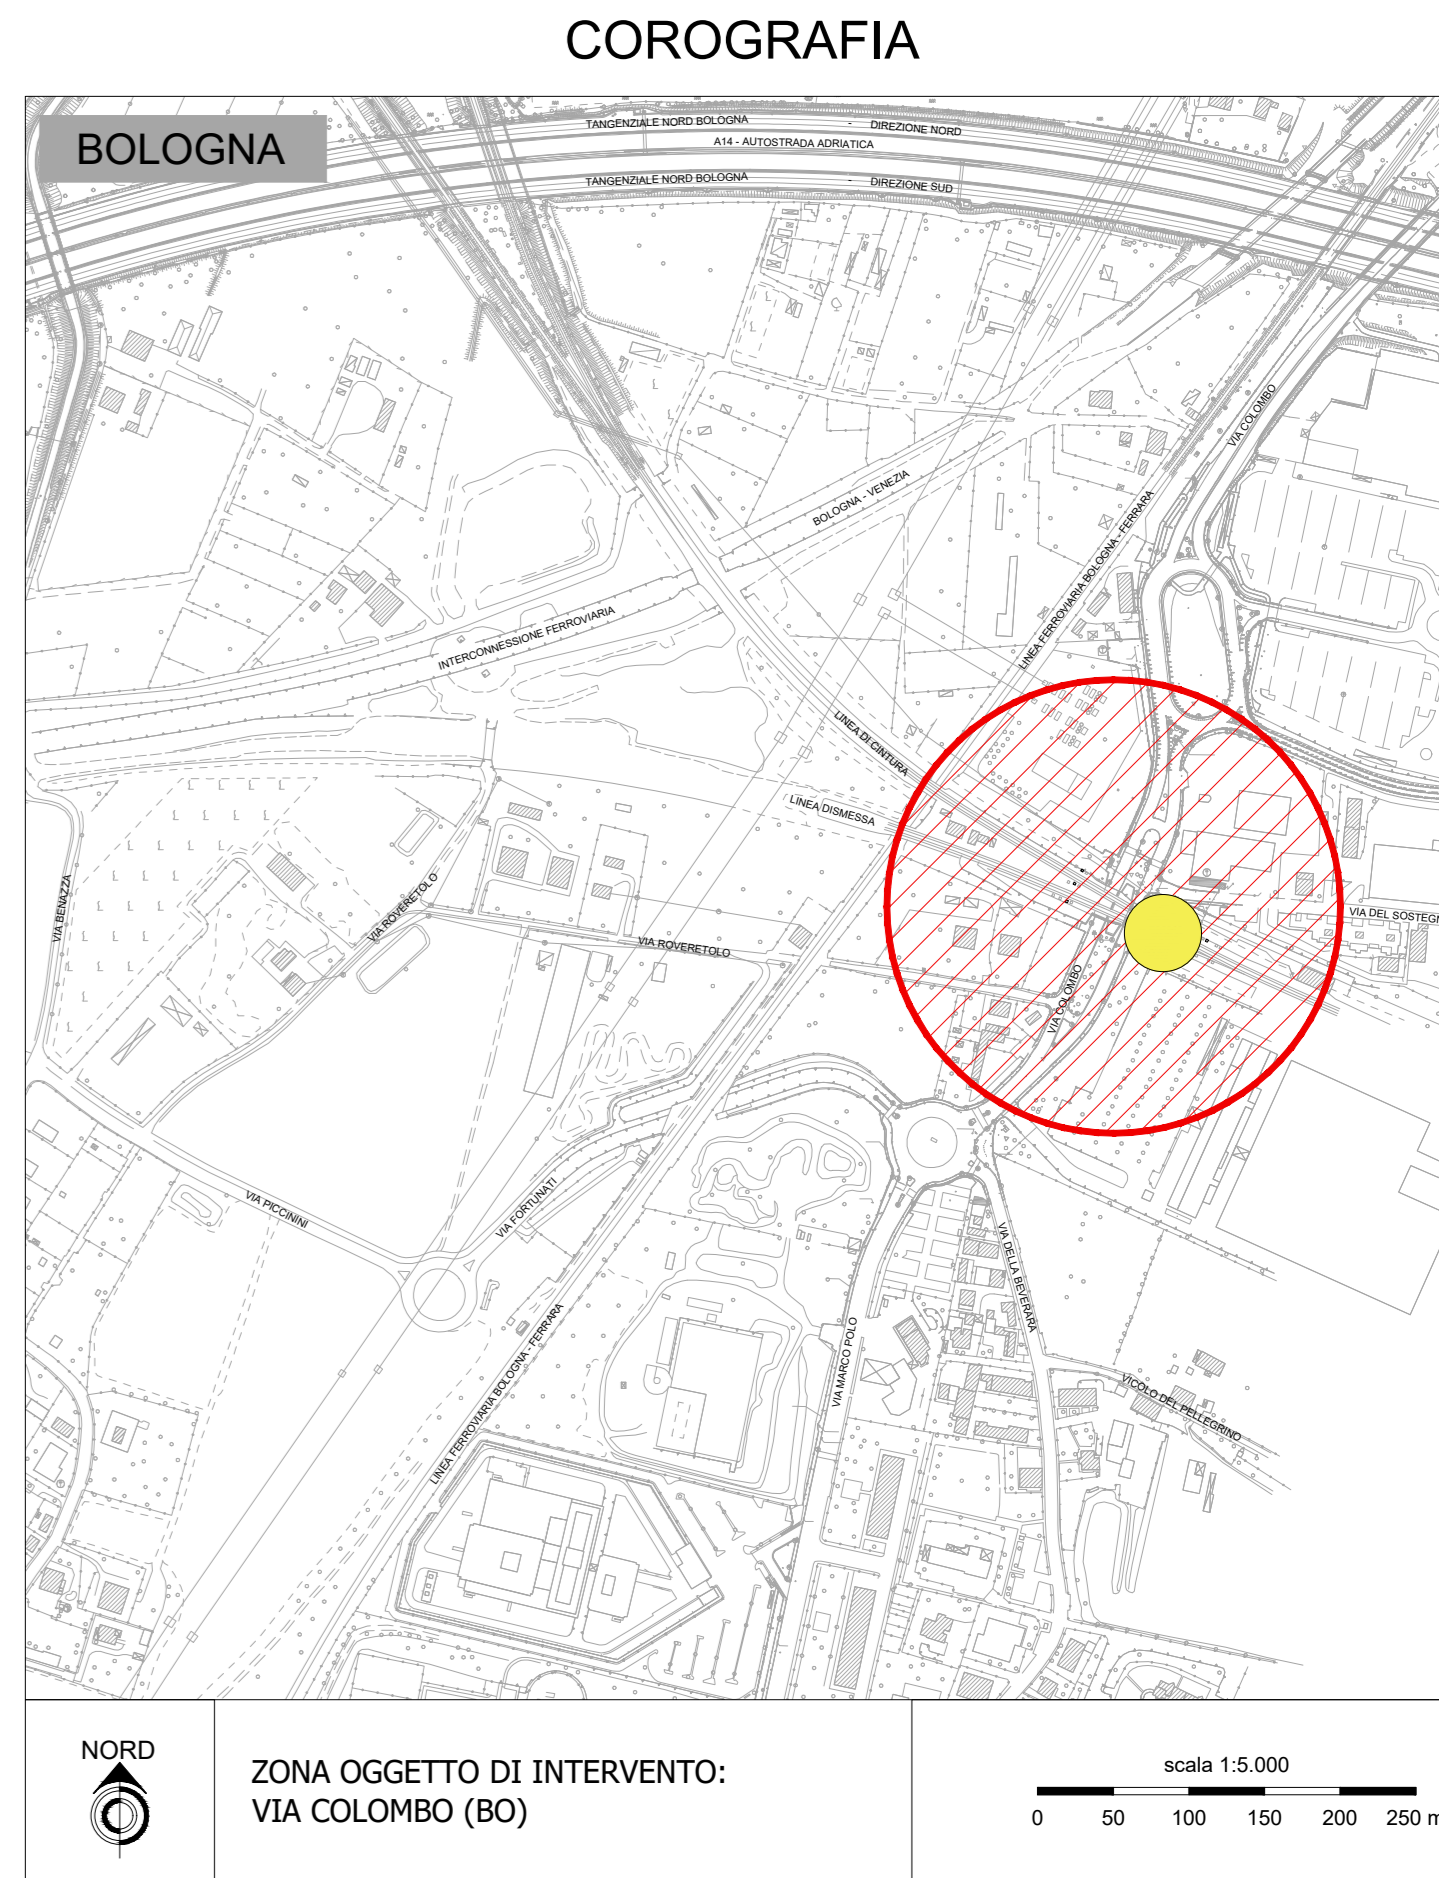 COROGRAFIA
BOLOGNA
TANGENZIALE NORD BOLOGNA - DIREZIONE NORD
A14 - AUTOSTRADA ADRIATICA
TANGENZIALE NORD BOLOGNA - DIREZIONE SUD
VIA COLOMBO
BOLOGNA - VENEZIA
LINEA FERROVIARIA BOLOGNA - FERRARA
INTERCONNESSIONE FERROVIARIA
LINEA DI CINTURA
LINEA DISMESSA
VIA BENAZZA
VIA ROVERETOLO
VIA ROVERETOLO
VIA DEL SOSTEGN
VIA COLOMBO
VIA PICCININI
VIA FORTUNATI
VIA DELLA BEVERARA
LINEA FERROVIARIA BOLOGNA - FERRARA
VIA MARCO POLO
VICOLO DEL PELLEGRINO
NORD
ZONA OGGETTO DI INTERVENTO:
VIA COLOMBO (BO)
scala 1:5.000
0 50 100 150 200 250 m